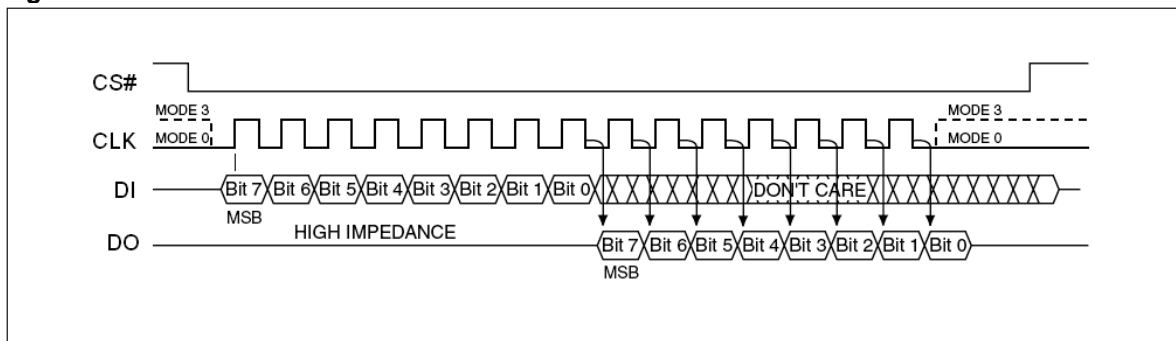 CS#
MODE 3 MODE 3
CLK MODE 0 MODE 0
DI Bit 7 Bit 6 Bit 5 Bit 4 Bit 3 Bit 2 Bit 1 Bit 0 DON'T CARE
MSB
HIGH IMPEDANCE
DO Bit 7 Bit 6 Bit 5 Bit 4 Bit 3 Bit 2 Bit 1 Bit 0
MSB